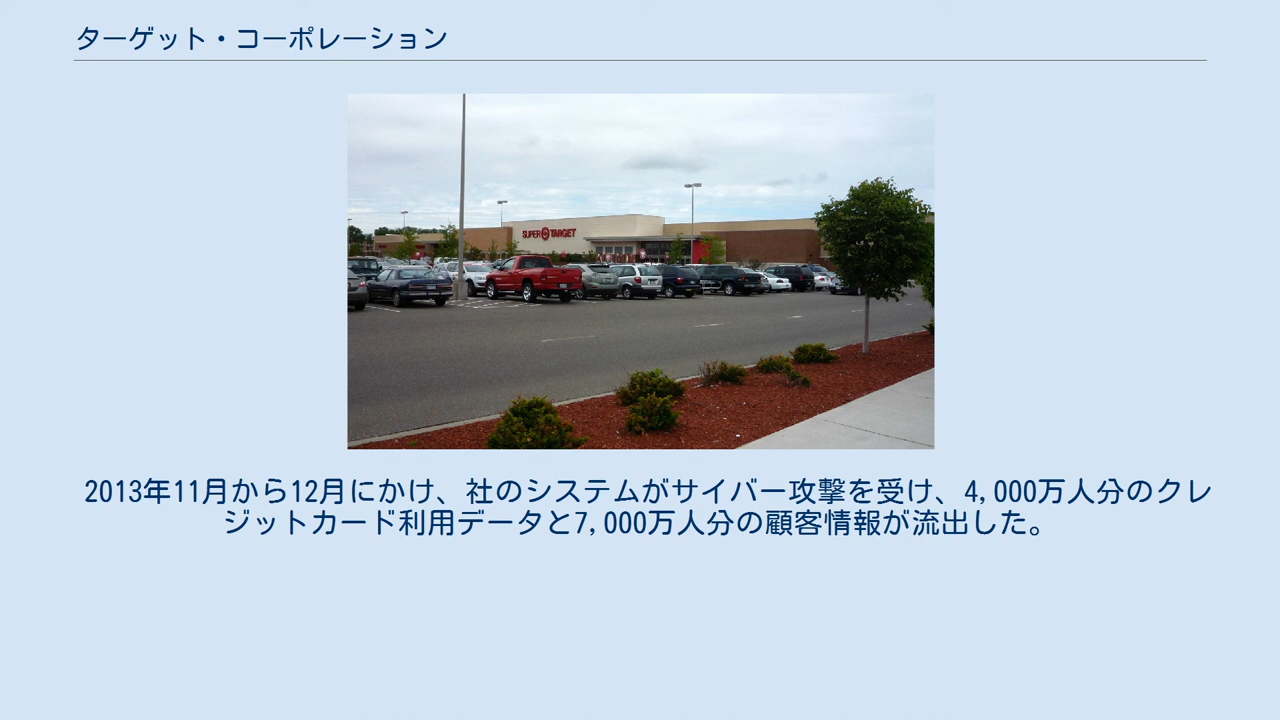 ターゲット・コーポレーション
SUPER TARGET
2013年11月から12月にかけ、社のシステムがサイバー攻撃を受け、4,000万人分のクレ
ジットカード利用データと7,000万人分の顧客情報が流出した。